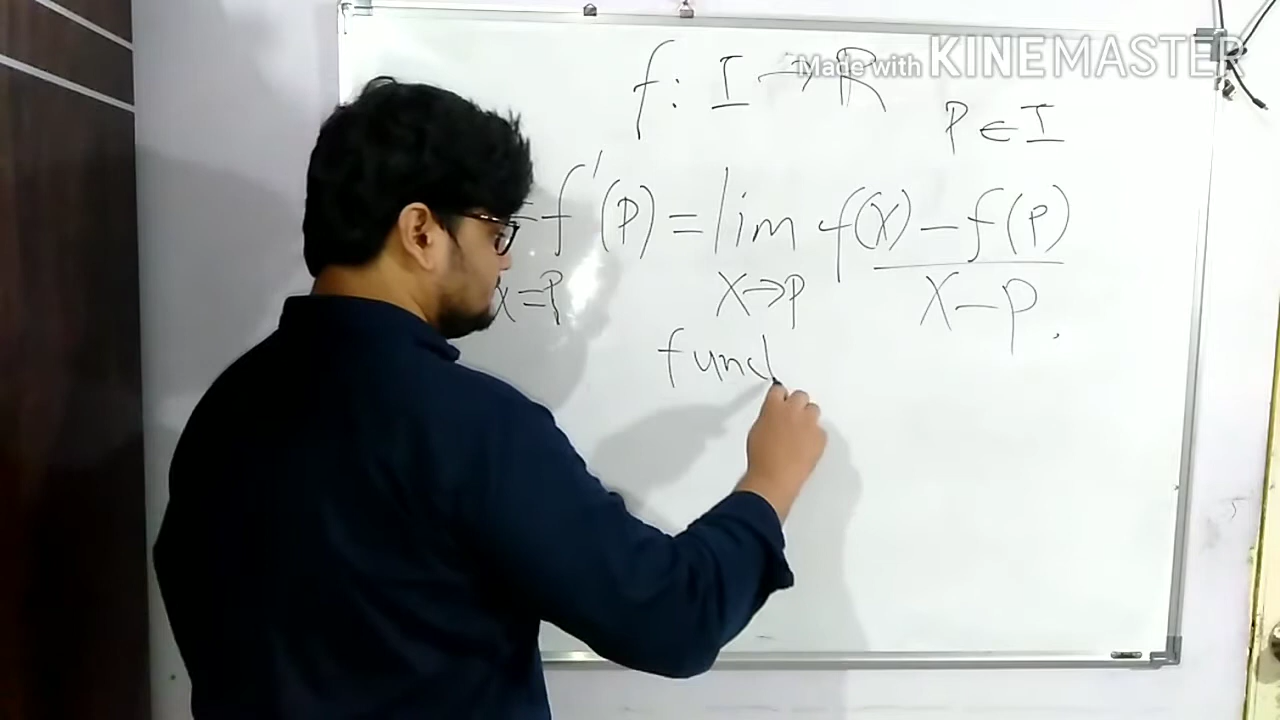 Made with KINEMASTER
f: I → R
P ∈ I
= f'(P) = lim f(X) - f(P)
x=P X→P X-P.
func